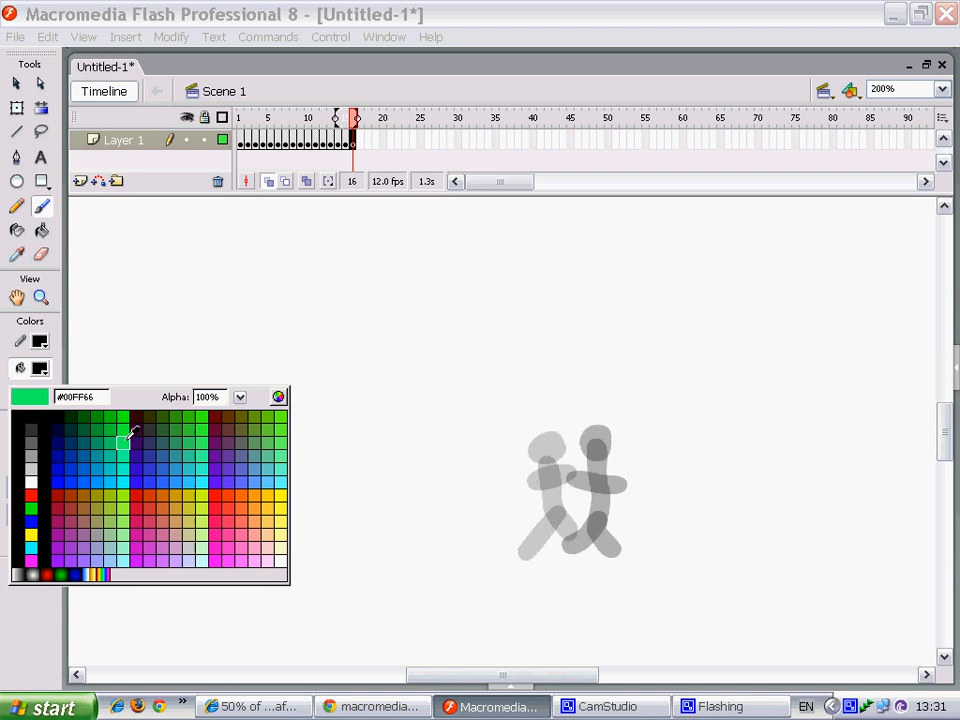 Macromedia Flash Professional 8 - [Untitled-1*]
File Edit View Insert Modify Text Commands Control Window Help
Tools
Untitled-1*
Timeline
Scene 1
200%
1 5 10 20 25 30 35 40 45 50 55 60 65 70 75 80 85 90
Layer 1
16 12.0 fps 1.3s
A
View
Colors
#00FF66 Alpha: 100%
start
50% of ...af...
macromedia...
Macromedia...
CamStudio
Flashing
EN
13:31